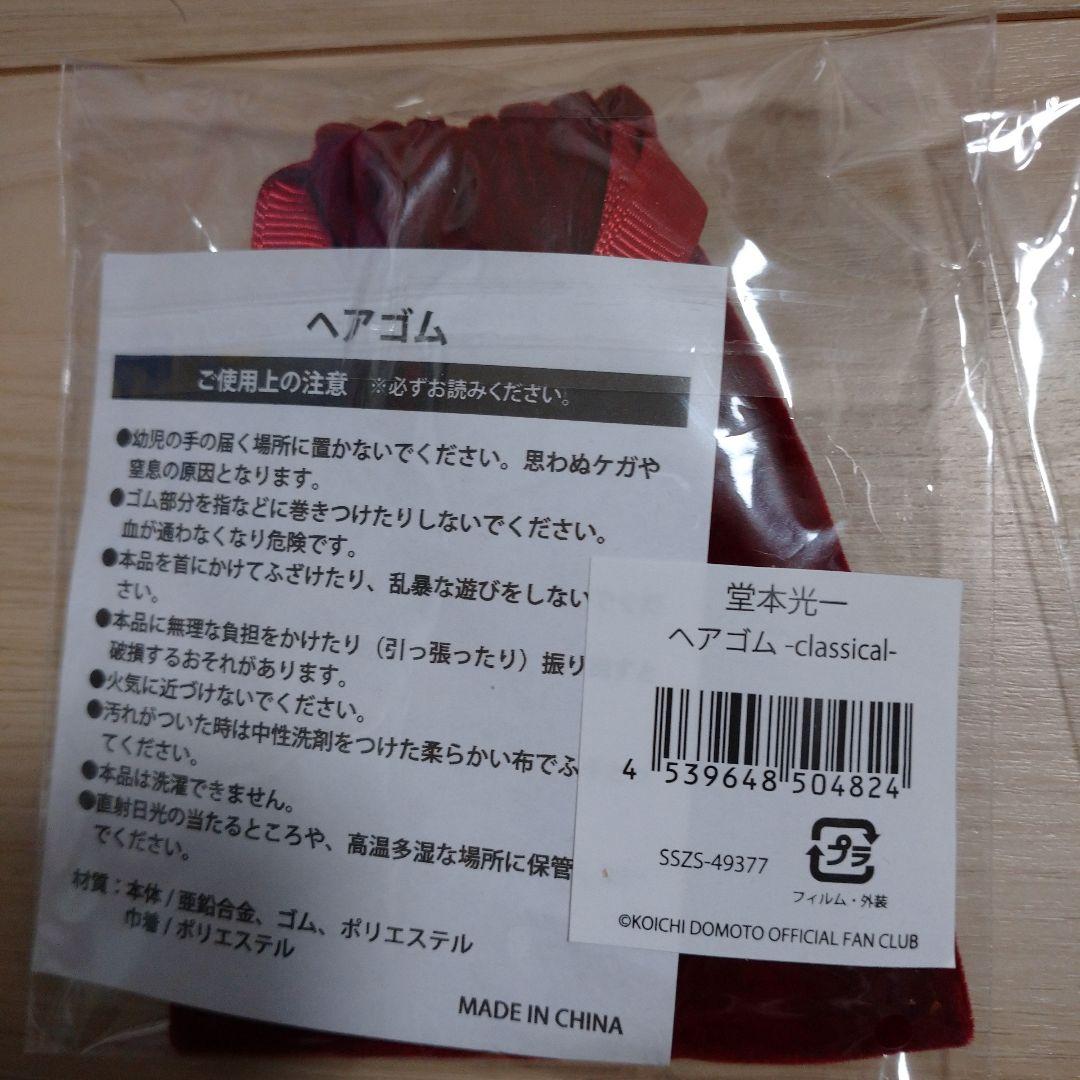 ヘアゴム
ご使用上の注意 ※必ずお読みください。
●幼児の手の届く場所に置かないでください。思わぬケガや
窒息の原因となります。
●ゴム部分を指などに巻きつけたりしないでください。
血が通わなくなり危険です。
●本品を首にかけてふざけたり、乱暴な遊びをしない
さい。
●本品に無理な負担をかけたり（引っ張ったり）振り
破損するおそれがあります。
●火気に近づけないでください。
●汚れがついた時は中性洗剤をつけた柔らかい布でふ
てください。
●本品は洗濯できません。
●直射日光の当たるところや、高温多湿な場所に保管
でください。
材質：本体 / 亜鉛合金、ゴム、ポリエステル
巾着 / ポリエステル
MADE IN CHINA
堂本光一
ヘアゴム -classical-
4 539648 504824
SSZS-49377
プラ
フィルム・外装
©KOICHI DOMOTO OFFICIAL FAN CLUB